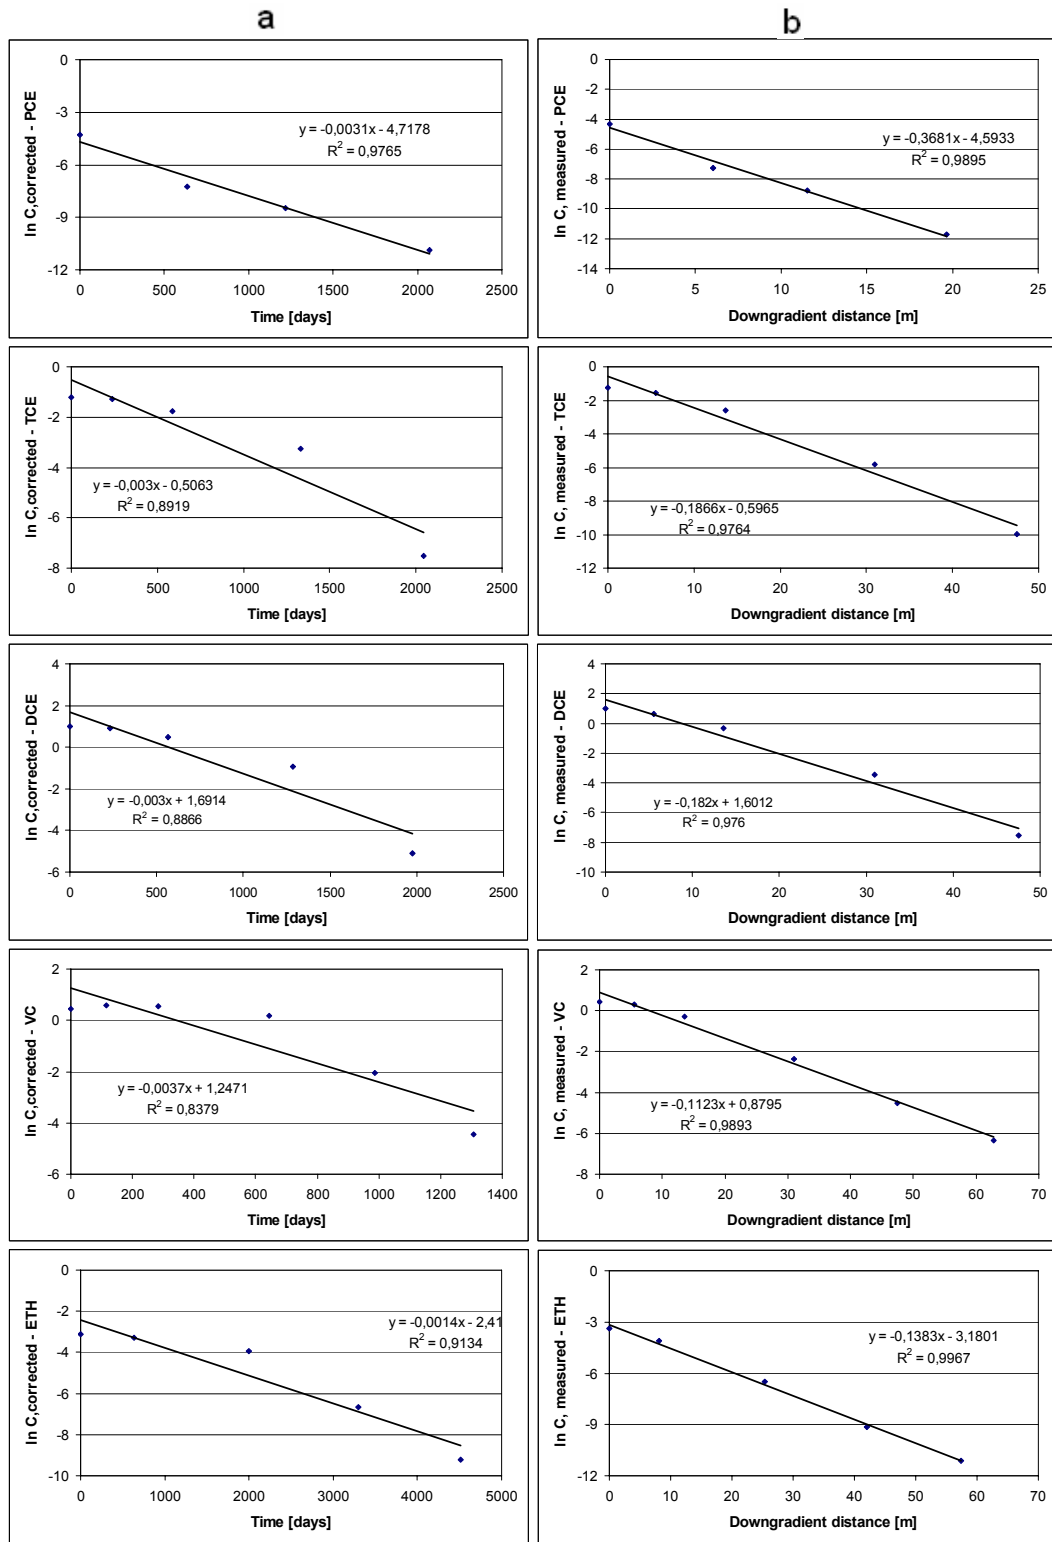 a
b
0
-3
-6
-9
-12
ln C,corrected - PCE
y = -0,0031x - 4,7178
R² = 0,9765
0 500 1000 1500 2000 2500
Time [days]
0
-2
-4
-6
-8
-10
-12
-14
ln C, measured - PCE
y = -0,3681x - 4,5933
R² = 0,9895
0 5 10 15 20 25
Downgradient distance [m]
0
-2
-4
-6
-8
ln C,corrected - TCE
y = -0,003x - 0,5063
R² = 0,8919
0 500 1000 1500 2000 2500
Time [days]
0
-2
-4
-6
-8
-10
-12
ln C, measured - TCE
y = -0,1866x - 0,5965
R² = 0,9764
0 10 20 30 40 50
Downgradient distance [m]
4
2
0
-2
-4
-6
ln C,corrected - DCE
y = -0,003x + 1,6914
R² = 0,8866
0 500 1000 1500 2000 2500
Time [days]
4
2
0
-2
-4
-6
-8
-10
ln C, measured - DCE
y = -0,182x + 1,6012
R² = 0,976
0 10 20 30 40 50
Downgradient distance [m]
2
0
-2
-4
-6
ln C,corrected - VC
y = -0,0037x + 1,2471
R² = 0,8379
0 200 400 600 800 1000 1200 1400
Time [days]
2
0
-2
-4
-6
-8
ln C, measured - VC
y = -0,1123x + 0,8795
R² = 0,9893
0 10 20 30 40 50 60 70
Downgradient distance [m]
0
-2
-4
-6
-8
-10
ln C,corrected - ETH
y = -0,0014x - 2,41
R² = 0,9134
0 1000 2000 3000 4000 5000
Time [days]
0
-3
-6
-9
-12
ln C, measured - ETH
y = -0,1383x - 3,1801
R² = 0,9967
0 10 20 30 40 50 60 70
Downgradient distance [m]